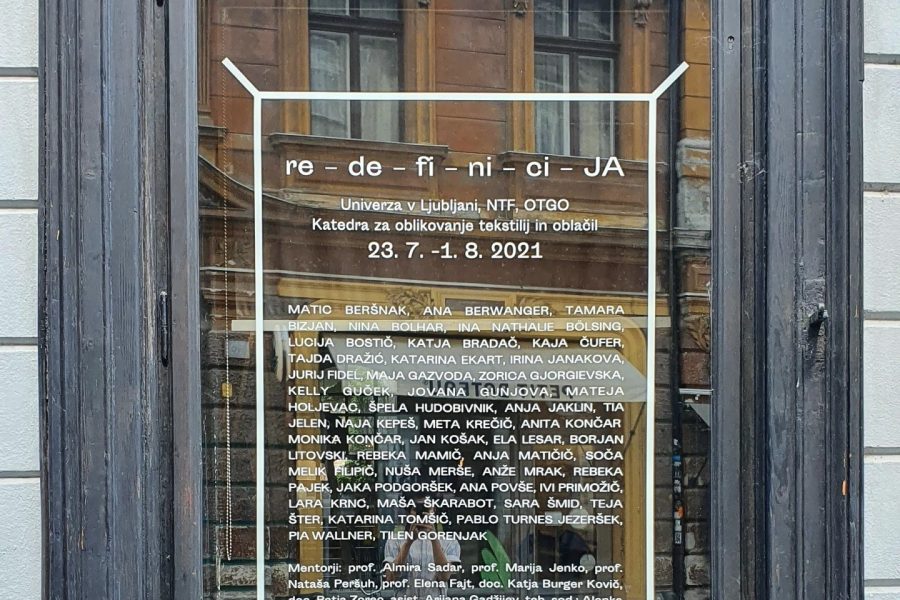 re – de – fi – ni – ci – JA
Univerza v Ljubljani, NTF, OTGO
Katedra za oblikovanje tekstilij in oblačil
23. 7. -1. 8. 2021
MATIC BERŠNAK, ANA BERWANGER, TAMARA
BIZJAN, NINA BOLHAR, INA NATHALIE BÖLSING,
LUCIJA BOSTIČ, KATJA BRADAČ, KAJA ČUFER,
TAJDA DRAŽIĆ, KATARINA EKART, IRINA JANAKOVA,
JURIJ FIDEL, MAJA GAZVODA, ZORICA GJORGIEVSKA,
KELLY GUČEK, JOVANA GUNJOVA, MATEJA
HOLJEVAC, ŠPELA HUDOBIVNIK, ANJA JAKLIN, TIA
JELEN, NAJA KEPEŠ, META KREČIČ, ANITA KONČAR
MONIKA KONČAR, JAN KOŠAK, ELA LESAR, BORJAN
LITOVSKI, REBEKA MAMIĆ, ANJA MATIČIČ, SOČA
MELIK FILIPIČ, NUŠA MERŠE, ANŽE MRAK, REBEKA
PAJEK, JAKA PODGORŠEK, ANA POVŠE, IVI PRIMOŽIČ,
LARA KRNC, MAŠA ŠKARABOT, SARA ŠMID, TEJA
ŠTER, KATARINA TOMŠIČ, PABLO TURNES JEZERŠEK,
PIA WALLNER, TILEN GORENJAK
Mentorji: prof. Almira Sadar, prof. Marija Jenko, prof.
Nataša Peršuh, prof. Elena Fajt, doc. Katja Burger Kovič,